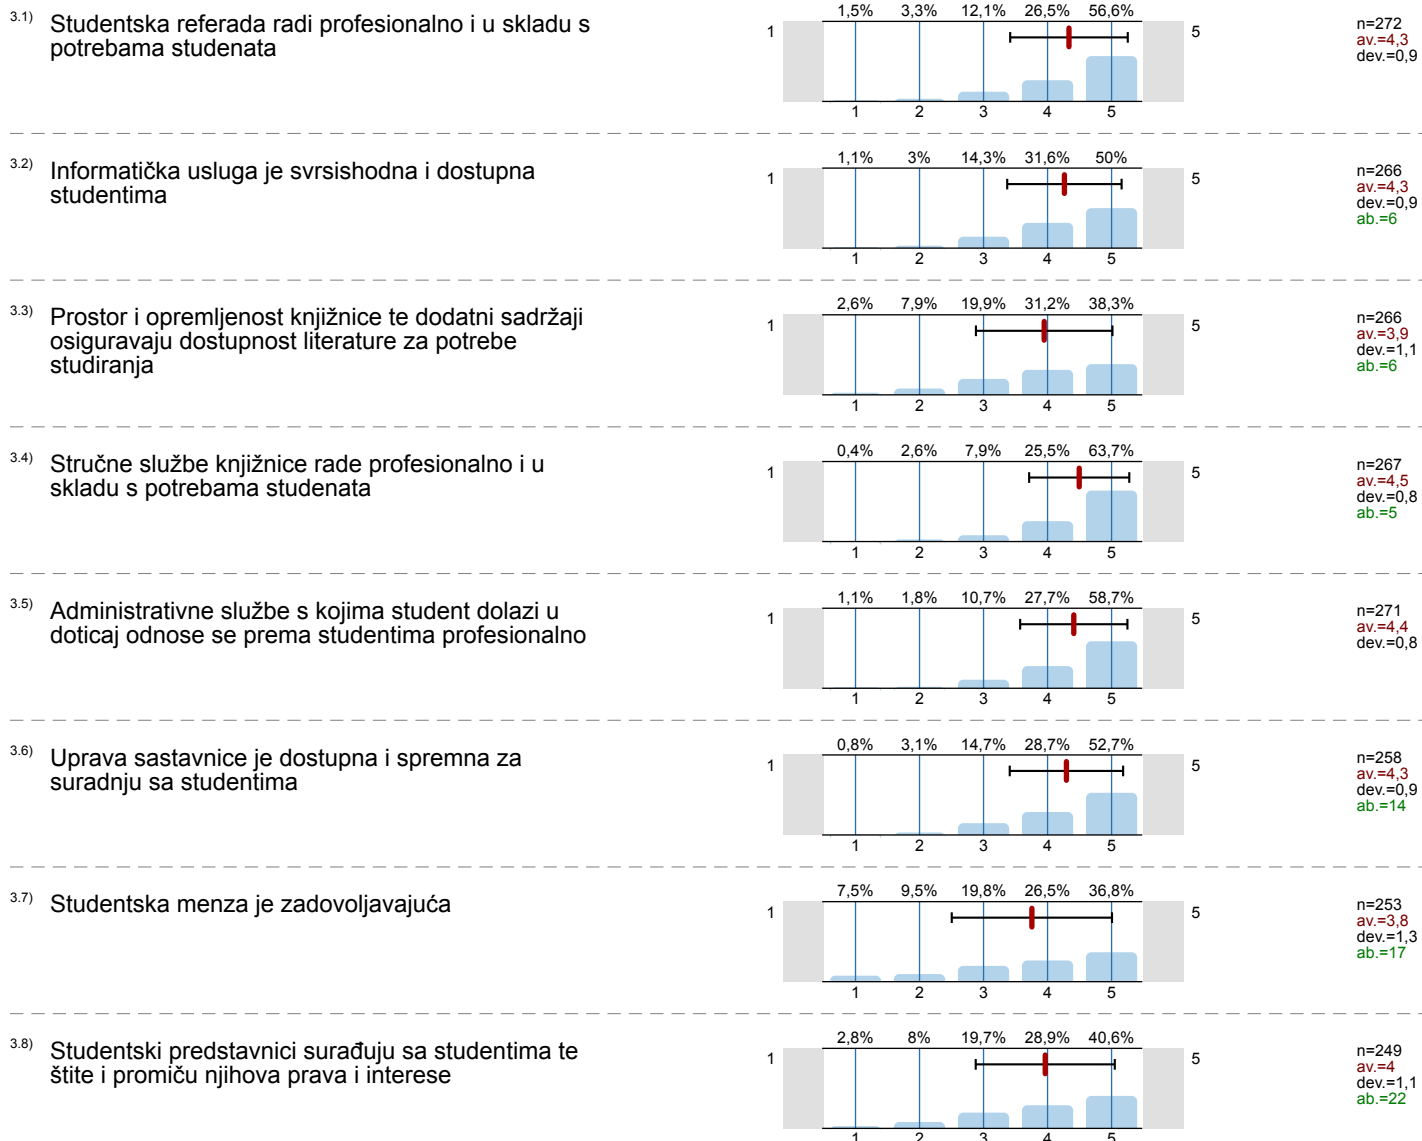 3.1) Studentska referada radi profesionalno i u skladu s
potrebama studenata
1,5% 3,3% 12,1% 26,5% 56,6%
1 5
1 2 3 4 5
n=272
av.=4,3
dev.=0,9
3.2) Informatička usluga je svrsishodna i dostupna
studentima
1,1% 3% 14,3% 31,6% 50%
1 5
1 2 3 4 5
n=266
av.=4,3
dev.=0,9
ab.=6
3.3) Prostor i opremljenost knjižnice te dodatni sadržaji
osiguravaju dostupnost literature za potrebe
studiranja
2,6% 7,9% 19,9% 31,2% 38,3%
1 5
1 2 3 4 5
n=266
av.=3,9
dev.=1,1
ab.=6
3.4) Stručne službe knjižnice rade profesionalno i u
skladu s potrebama studenata
0,4% 2,6% 7,9% 25,5% 63,7%
1 5
1 2 3 4 5
n=267
av.=4,5
dev.=0,8
ab.=5
3.5) Administrativne službe s kojima student dolazi u
doticaj odnose se prema studentima profesionalno
1,1% 1,8% 10,7% 27,7% 58,7%
1 5
1 2 3 4 5
n=271
av.=4,4
dev.=0,8
3.6) Uprava sastavnice je dostupna i spremna za
suradnju sa studentima
0,8% 3,1% 14,7% 28,7% 52,7%
1 5
1 2 3 4 5
n=258
av.=4,3
dev.=0,9
ab.=14
3.7) Studentska menza je zadovoljavajuća
7,5% 9,5% 19,8% 26,5% 36,8%
1 5
1 2 3 4 5
n=253
av.=3,8
dev.=1,3
ab.=17
3.8) Studentski predstavnici surađuju sa studentima te
štite i promiču njihova prava i interese
2,8% 8% 19,7% 28,9% 40,6%
1 5
1 2 3 4 5
n=249
av.=4
dev.=1,1
ab.=22